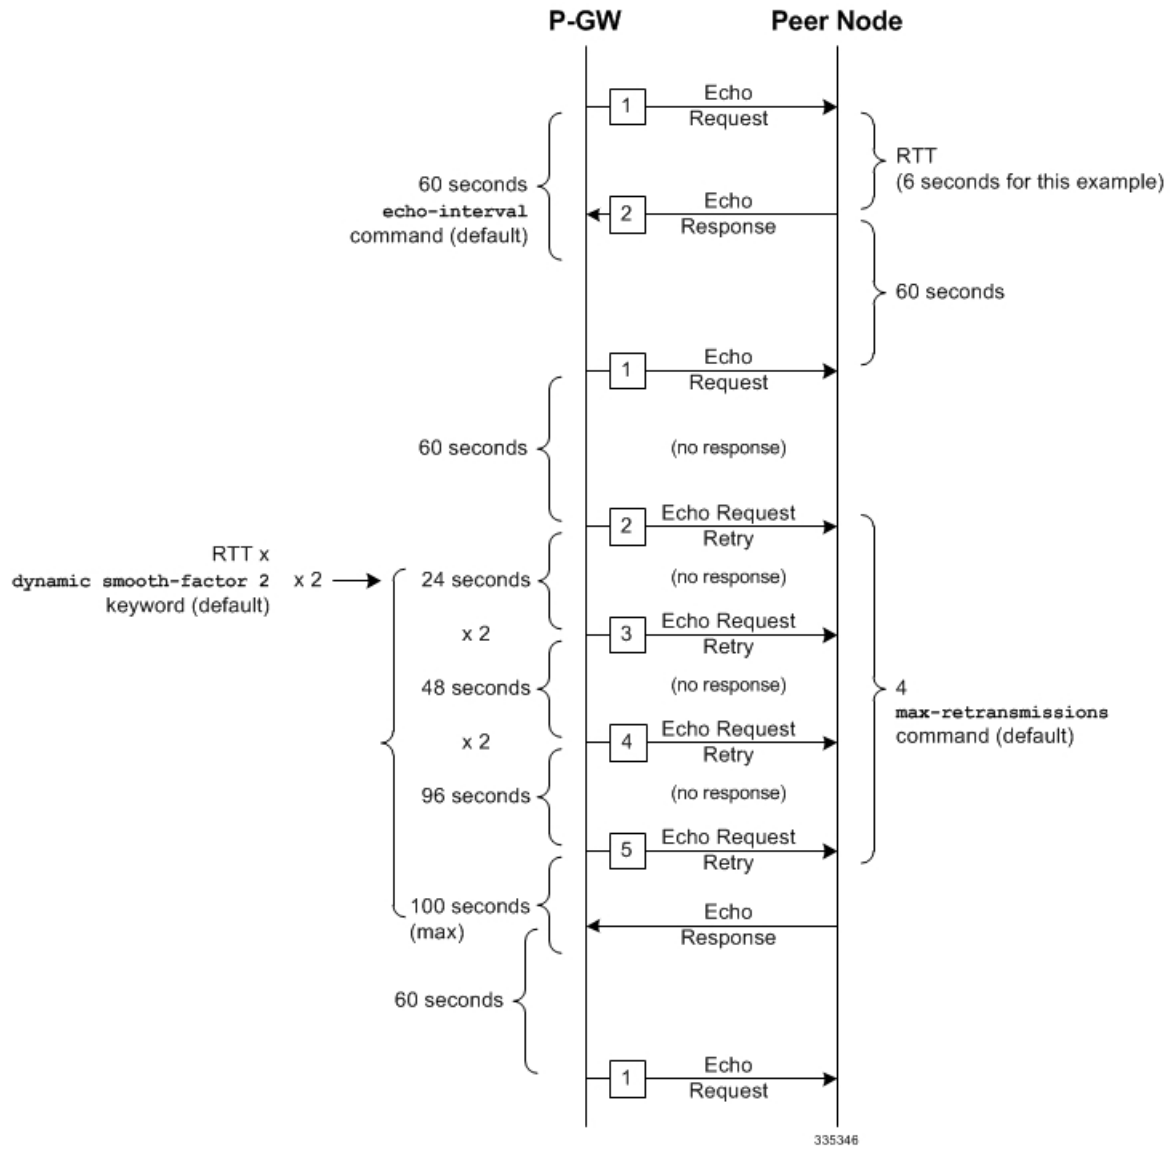 P-GW
Peer Node
1
Echo
Request
RTT
(6 seconds for this example)
60 seconds
echo-interval
command (default)
2
Echo
Response
60 seconds
1
Echo
Request
60 seconds
(no response)
2
Echo Request
Retry
RTT x
dynamic smooth-factor 2
keyword (default)
x 2
24 seconds
(no response)
x 2
3
Echo Request
Retry
48 seconds
(no response)
4
max-retransmissions
command (default)
x 2
4
Echo Request
Retry
96 seconds
(no response)
5
Echo Request
Retry
100 seconds
(max)
Echo
Response
60 seconds
1
Echo
Request
335346